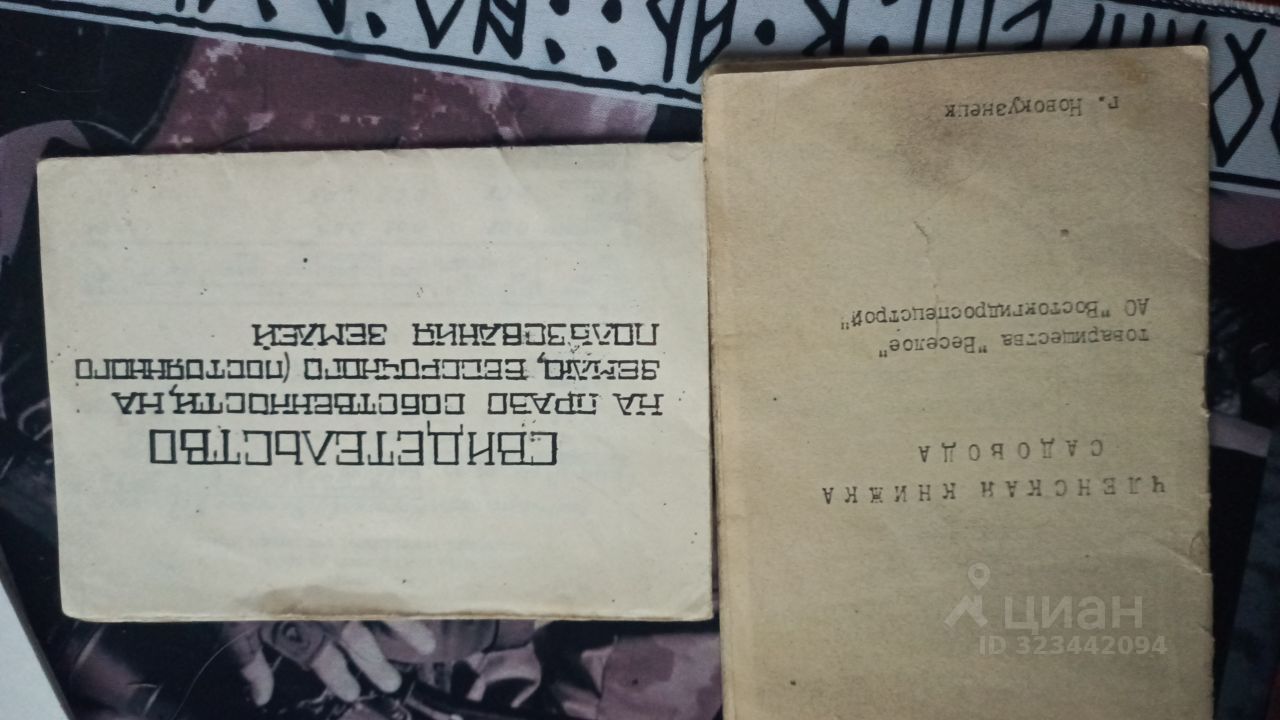 СВИДЕТЕЛЬСТВО
НА ПРАВО СОБСТВЕННОСТИ, НА
ЗЕМЛЮ, БЕССРОЧНОГО (ПОСТОЯННОГО
ПОЛЬЗОВАНИЯ ЗЕМЛЕЙ
ЧЛЕНСКАЯ КНИЖКА
САДОВОДА
товарищества "Веселое"
АО "Востокгидроспецстрой"
г. Новокузнецк
циан
ID 323442094